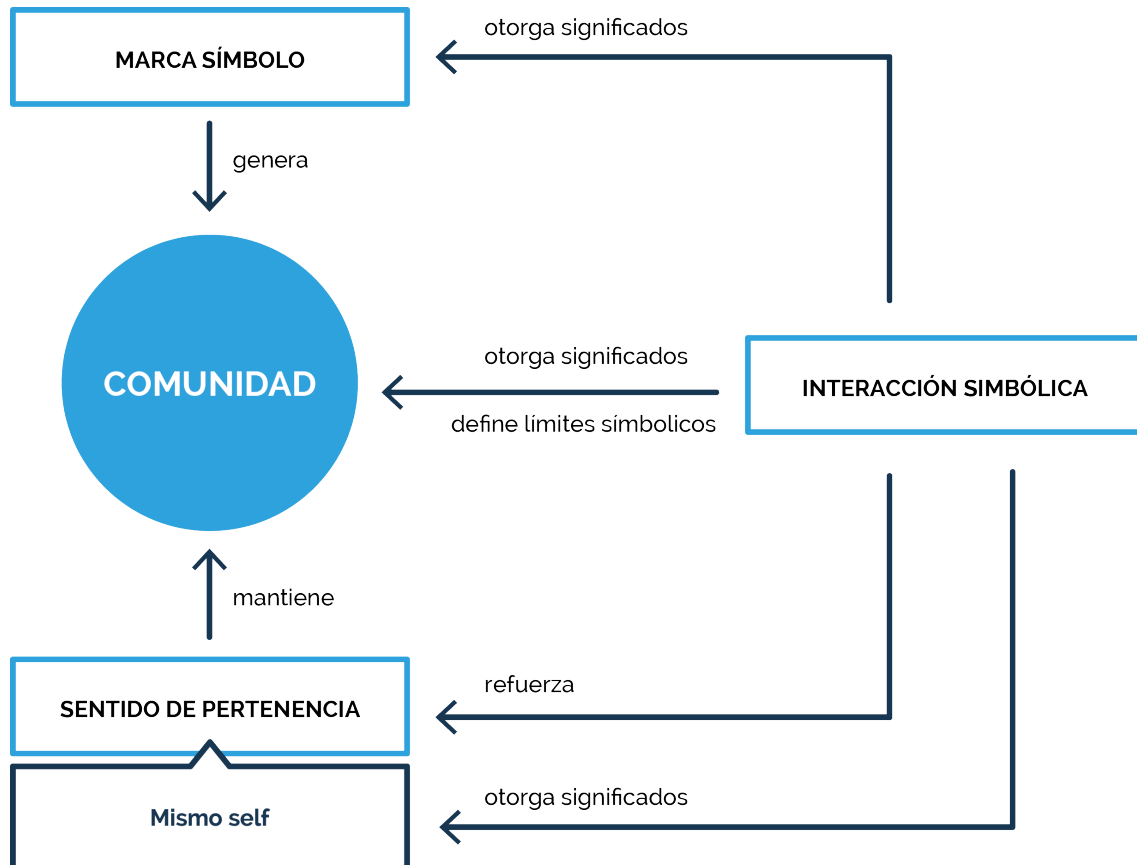 otorga significados
MARCA SÍMBOLO
genera
otorga significados
COMUNIDAD
INTERACCIÓN SIMBÓLICA
define límites símbolicos
mantiene
refuerza
SENTIDO DE PERTENENCIA
otorga significados
Mismo self